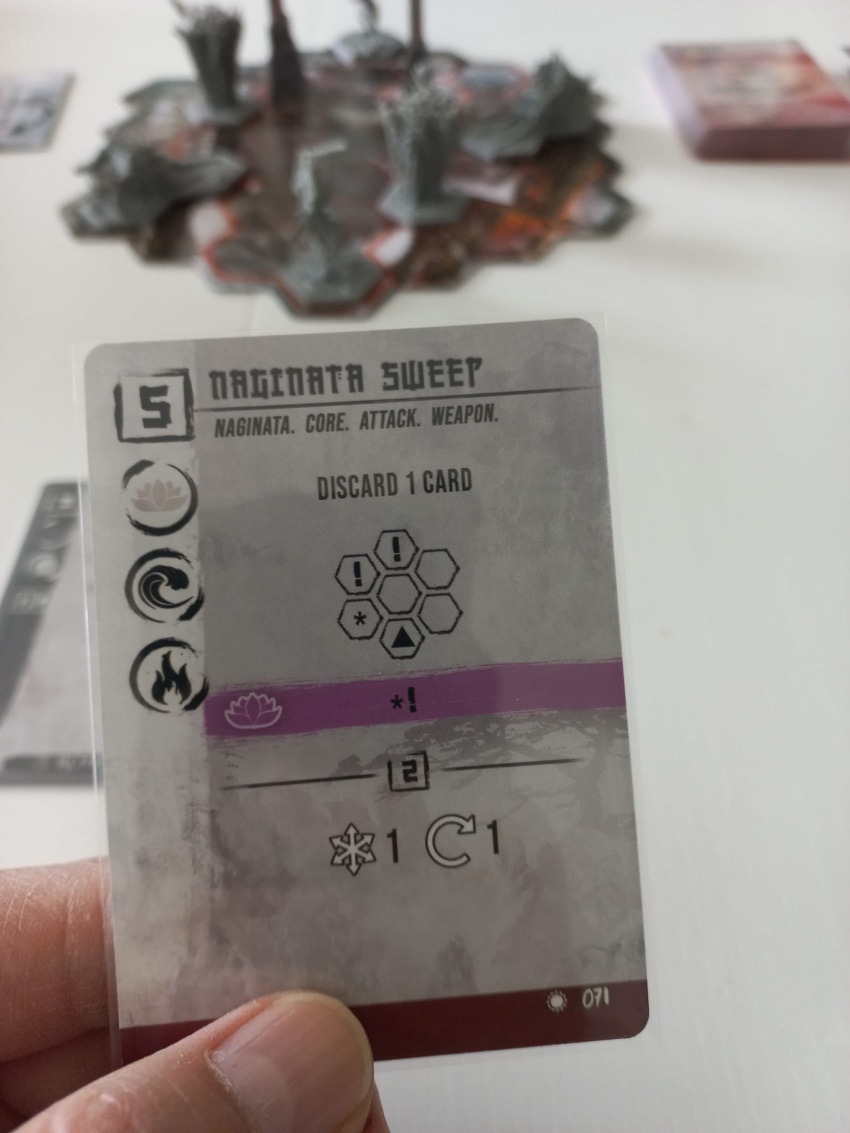 5
NAGINATA SWEEP
NAGINATA. CORE. ATTACK. WEAPON.
DISCARD 1 CARD
!
! 
*
*!
2
1 1
071